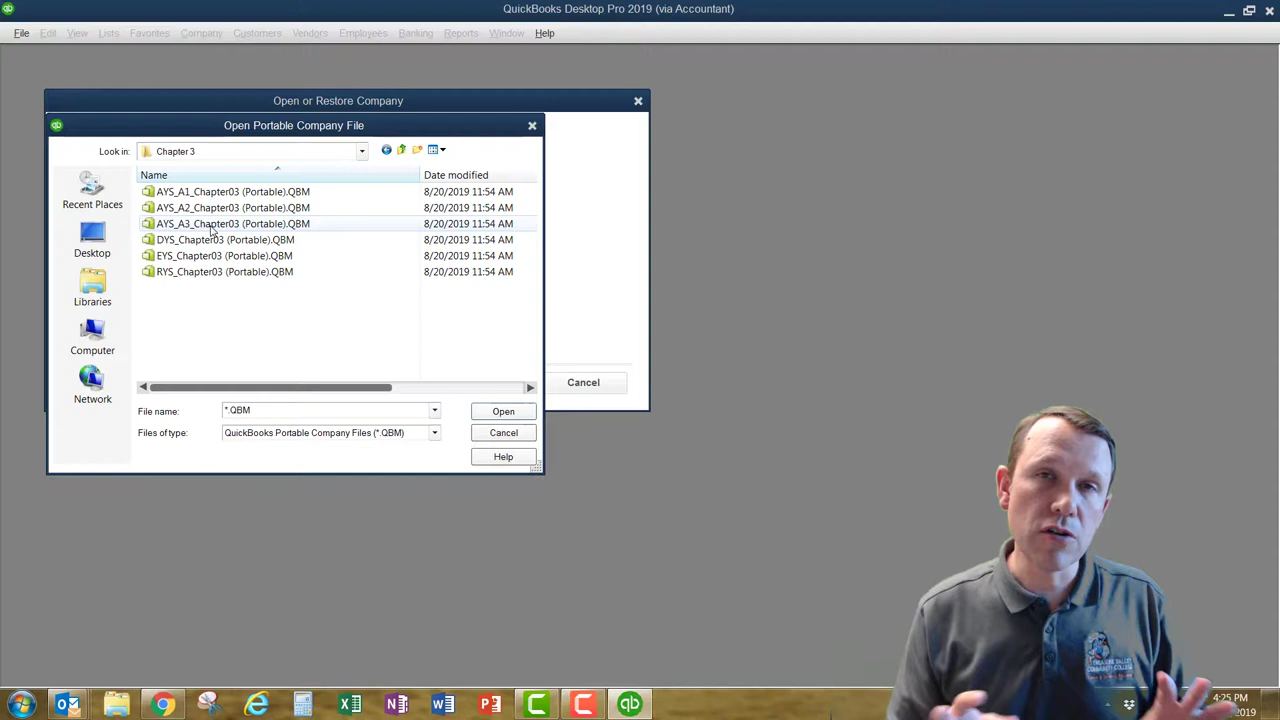 QuickBooks Desktop Pro 2019 (via Accountant)
File Edit View Lists Favorites Company Customers Vendors Employees Banking Reports Window Help
Open or Restore Company
Open Portable Company File
Look in: Chapter 3
Name Date modified
AYS_A1_Chapter03 (Portable).QBM 8/20/2019 11:54 AM
AYS_A2_Chapter03 (Portable).QBM 8/20/2019 11:54 AM
AYS_A3_Chapter03 (Portable).QBM 8/20/2019 11:54 AM
DYS_Chapter03 (Portable).QBM 8/20/2019 11:54 AM
EYS_Chapter03 (Portable).QBM 8/20/2019 11:54 AM
RYS_Chapter03 (Portable).QBM 8/20/2019 11:54 AM
Recent Places
Desktop
Libraries
Computer
Network
File name: *.QBM Open
Files of type: QuickBooks Portable Company Files (*.QBM) Cancel
Help
Cancel
TREASURE VALLEY
COMMUNITY COLLEGE
4:25 PM
2019